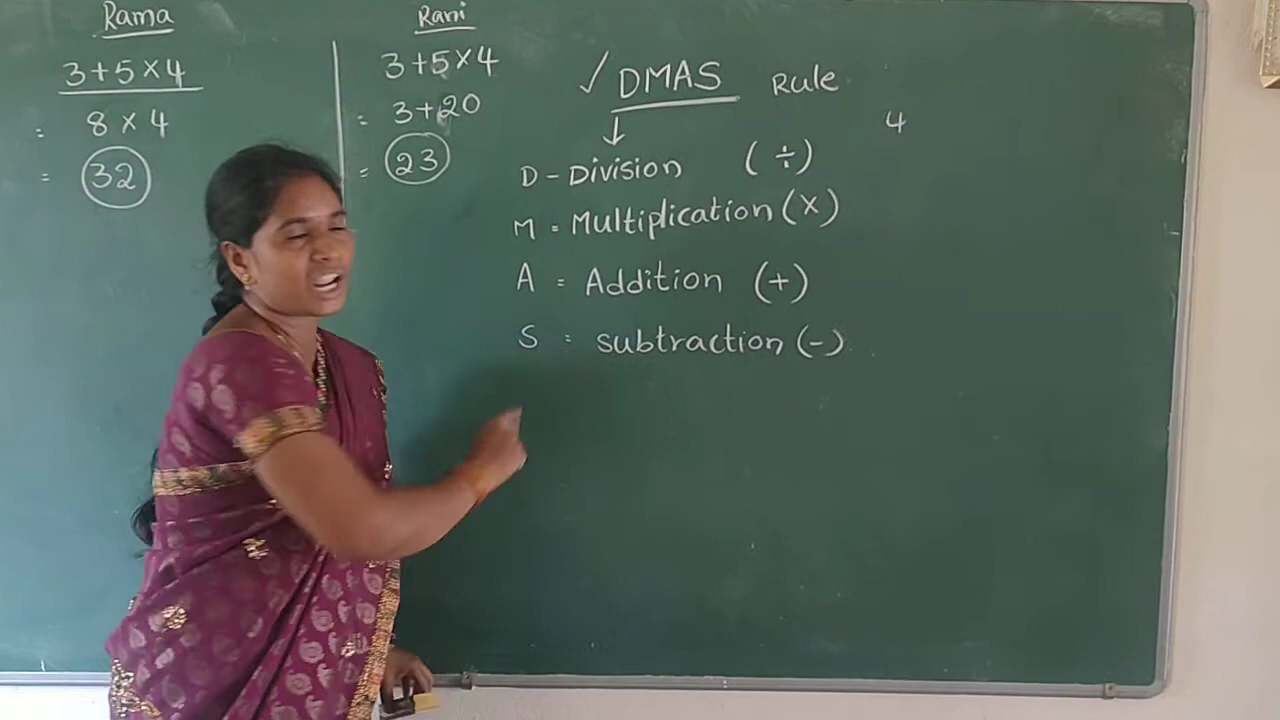 Rama
3+5×4
= 8×4
= 32
Rani
3+5×4
= 3+20
= 23
✓ DMAS Rule
↓
4
D - Division (÷)
M = Multiplication (×)
A = Addition (+)
S = subtraction (-)